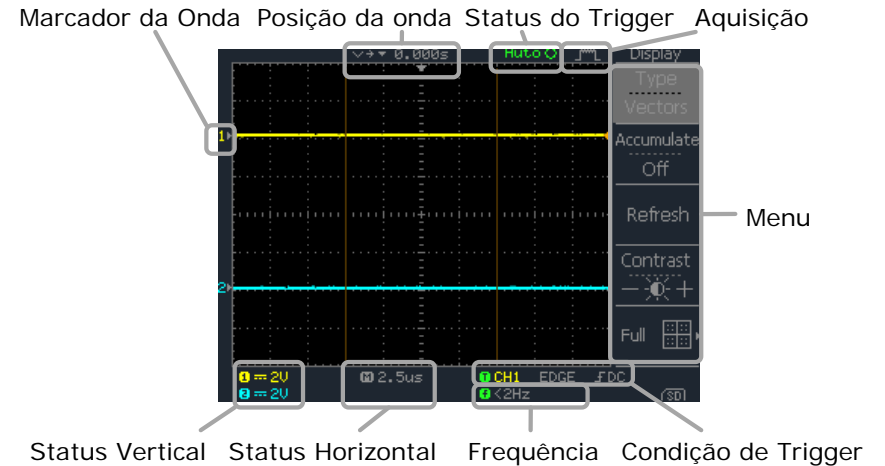 Marcador da Onda Posição da onda Status do Trigger Aquisição
0.000s Auto Display
Type
Vectors
1 Accumulate
Off
Refresh
Menu
Contrast
2 — +
Full
1 2V M 2.5us T CH1 EDGE DC
2 2V f <2Hz SD
Status Vertical Status Horizontal Frequência Condição de Trigger